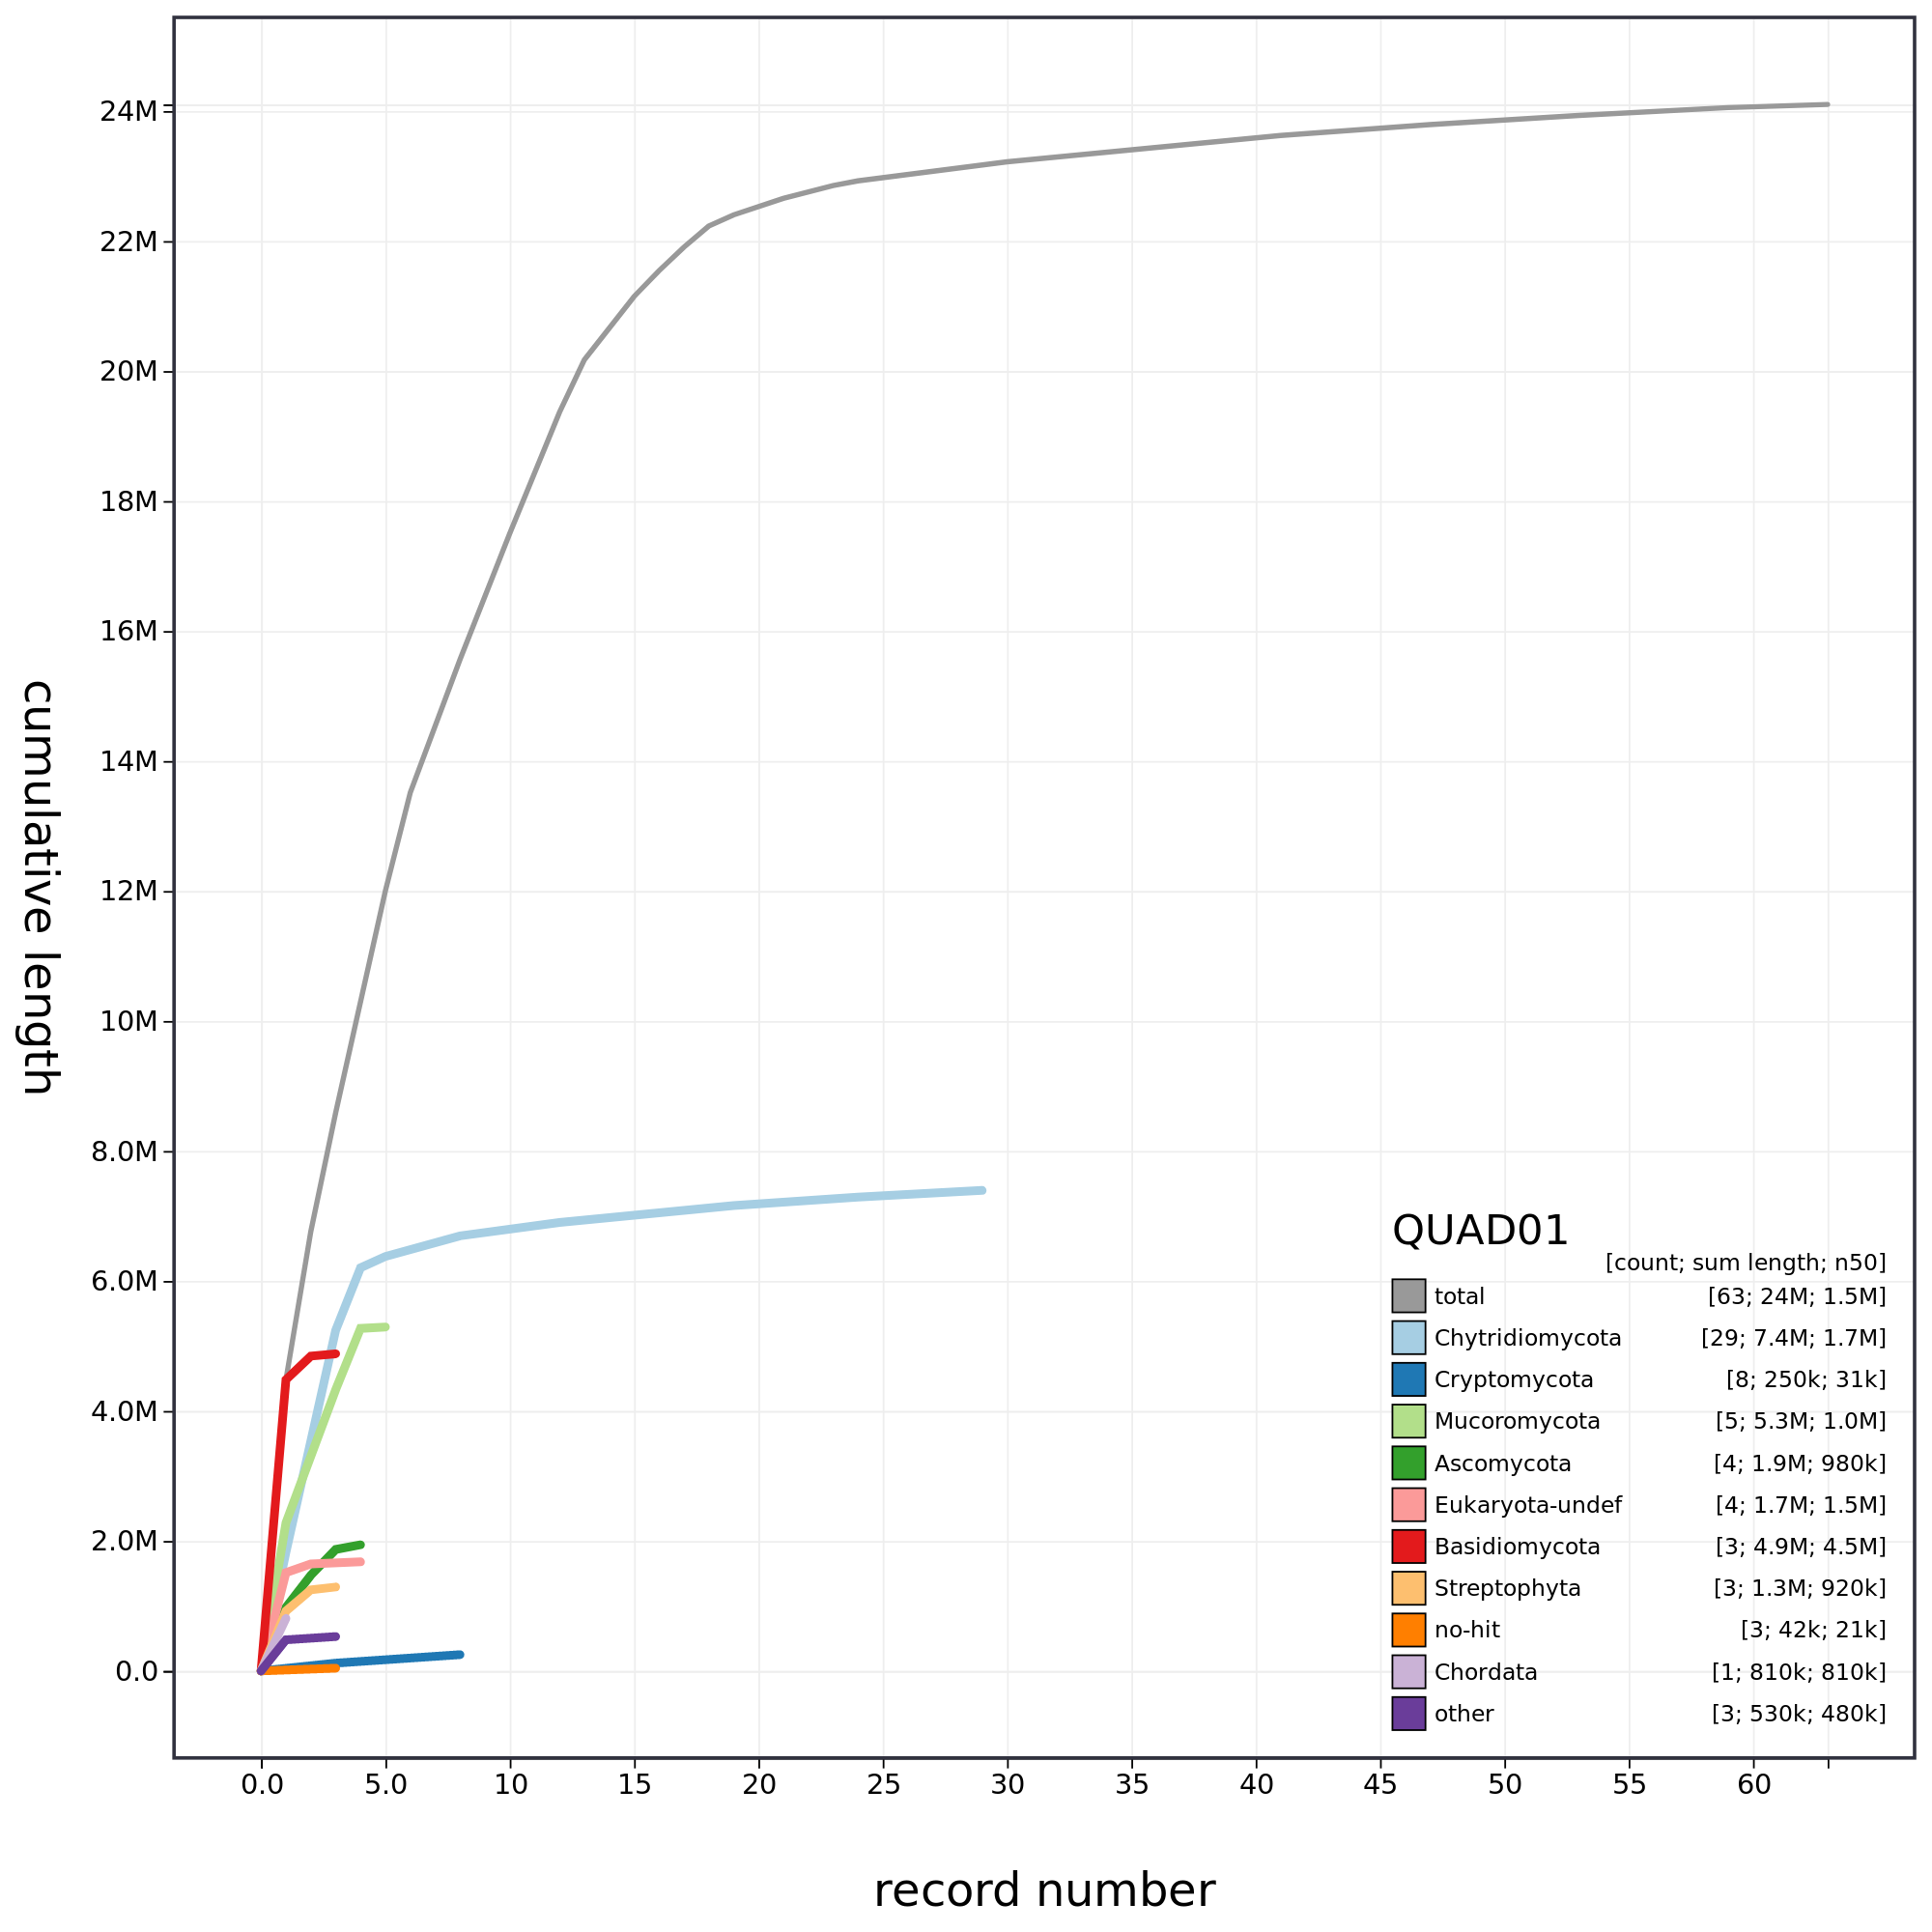 24M
22M
20M
18M
16M
14M
12M
10M
8.0M
6.0M
4.0M
2.0M
0.0
cumulative length
QUAD01
[count; sum length; n50]
total [63; 24M; 1.5M]
Chytridiomycota [29; 7.4M; 1.7M]
Cryptomycota [8; 250k; 31k]
Mucoromycota [5; 5.3M; 1.0M]
Ascomycota [4; 1.9M; 980k]
Eukaryota-undef [4; 1.7M; 1.5M]
Basidiomycota [3; 4.9M; 4.5M]
Streptophyta [3; 1.3M; 920k]
no-hit [3; 42k; 21k]
Chordata [1; 810k; 810k]
other [3; 530k; 480k]
0.0 5.0 10 15 20 25 30 35 40 45 50 55 60
record number